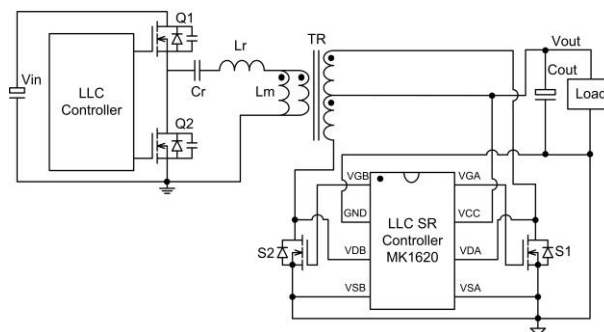 Q1
TR
Vout
Lr
Cout
Vin
LLC
Controller
Cr
Lm
Load
Q2
VGB
VGA
GND
LLC SR
Controller
MK1620
VCC
S2
VDB
VDA
S1
VSB
VSA